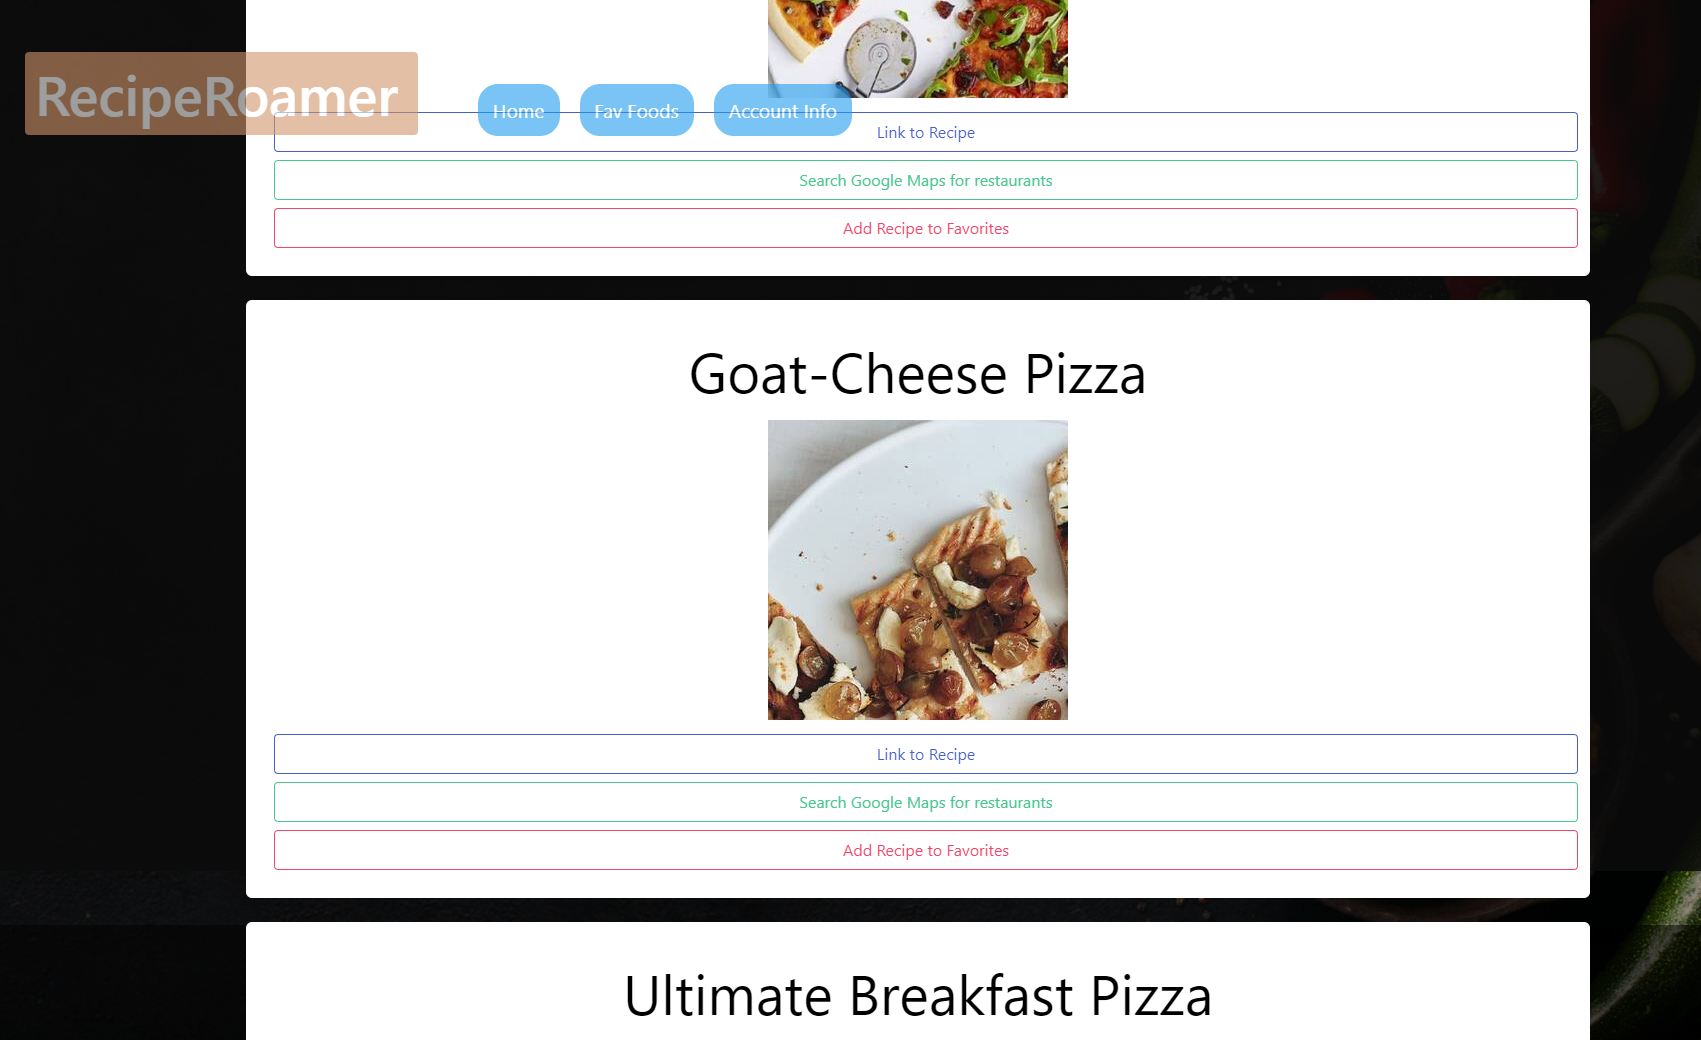 RecipeRoamer
Home
Fav Foods
Account Info
Link to Recipe
Search Google Maps for restaurants
Add Recipe to Favorites
Goat-Cheese Pizza
Link to Recipe
Search Google Maps for restaurants
Add Recipe to Favorites
Ultimate Breakfast Pizza